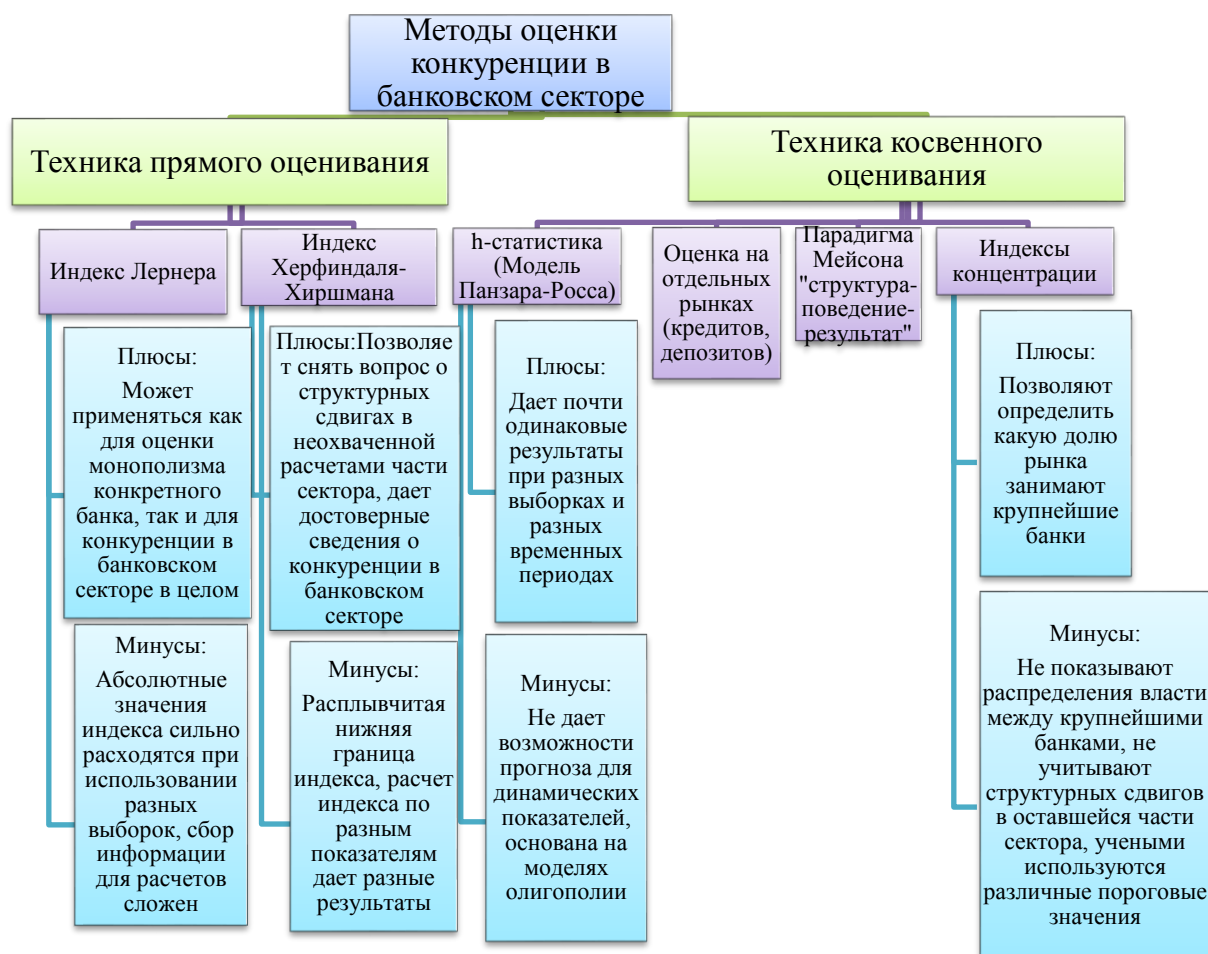 Методы оценки
конкуренции в
банковском секторе
Техника прямого оценивания
Техника косвенного
оценивания
Индекс Лернера
Индекс
Херфиндаля-
Хиршмана
h-статистика
(Модель
Панзара-Росса)
Оценка на
отдельных
рынках
(кредитов,
депозитов)
Парадигма
Мейсона
"структура-
поведение-
результат"
Индексы
концентрации
Плюсы:
Может
применяться как
для оценки
монополизма
конкретного
банка, так и для
конкуренции в
банковском
секторе в целом
Минусы:
Абсолютные
значения
индекса сильно
расходятся при
использовании
разных
выборок, сбор
информации
для расчетов
сложен
Плюсы:Позволяе
т снять вопрос о
структурных
сдвигах в
неохваченной
расчетами части
сектора, дает
достоверные
сведения о
конкуренции в
банковском
секторе
Минусы:
Расплывчитая
нижняя
граница
индекса, расчет
индекса по
разным
показателям
дает разные
результаты
Плюсы:
Дает почти
одинаковые
результаты
при разных
выборках и
разных
временных
периодах
Минусы:
Не дает
возможности
прогноза для
динамических
показателей,
основана на
моделях
олигополии
Плюсы:
Позволяют
определить
какую долю
рынка
занимают
крупнейшие
банки
Минусы:
Не показывают
распределения власти
между крупнейшими
банками, не
учитывают
структурных сдвигов
в оставшейся части
сектора, учеными
используются
различные пороговые
значения